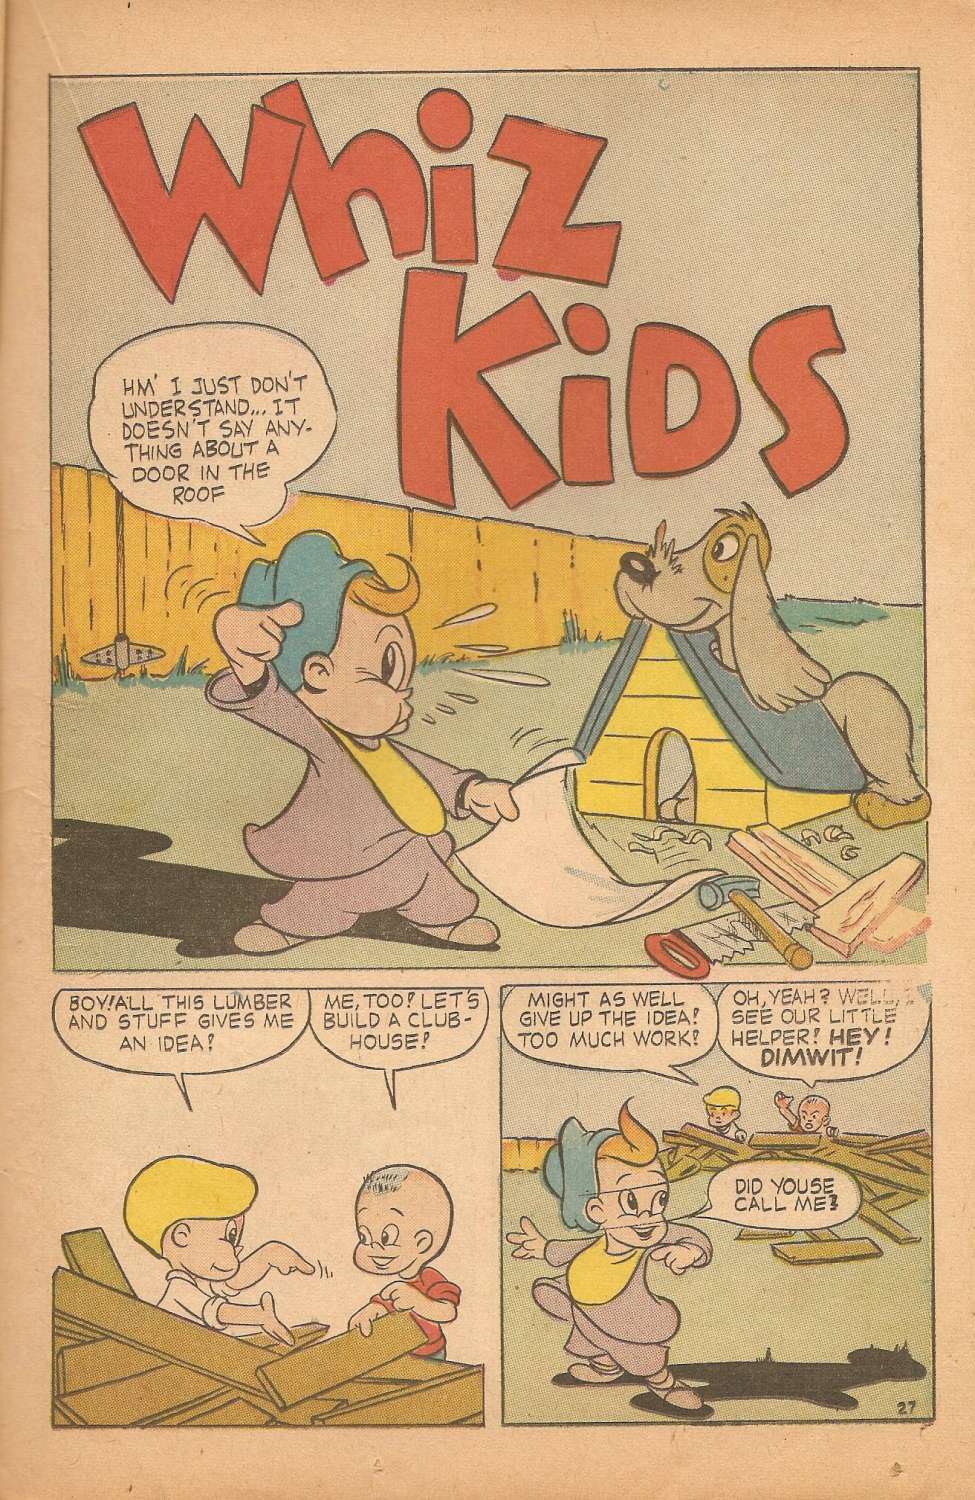 Whiz
Kids
HM' I JUST DON'T
UNDERSTAND... IT
DOESN'T SAY ANY-
THING ABOUT A
DOOR IN THE
ROOF
BOY! ALL THIS LUMBER
AND STUFF GIVES ME
AN IDEA!
ME, TOO! LET'S
BUILD A CLUB-
HOUSE!
MIGHT AS WELL
GIVE UP THE IDEA!
TOO MUCH WORK!
OH, YEAH? WELL, I
SEE OUR LITTLE
HELPER! HEY!
DIMWIT!
DID YOUSE
CALL ME?
27